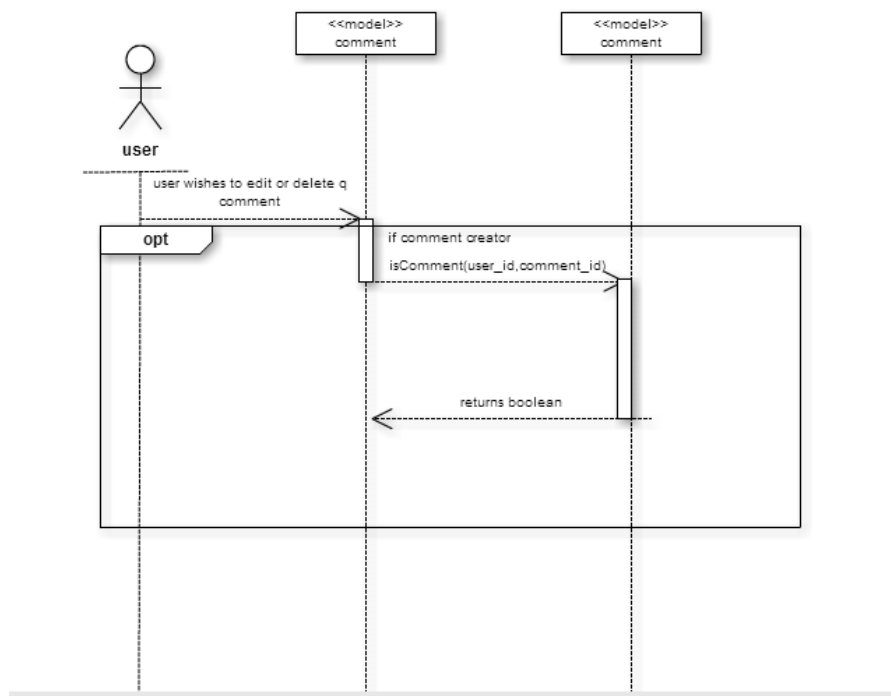 <<model>>
comment
<<model>>
comment
user
user wishes to edit or delete q
comment
opt
if comment creator
isComment(user_id,comment_id)
returns boolean